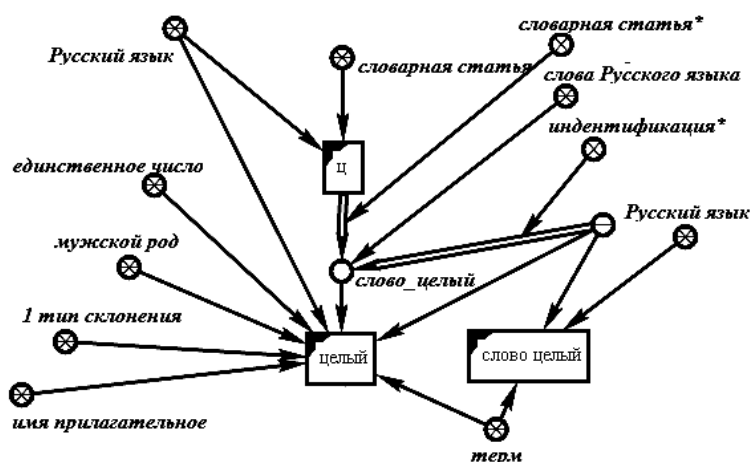 словарная статья*
Русский язык
словарная статья
слова Русского языка
индентификация*
ц
единственное число
Русский язык
мужской род
слово_целый
1 тип склонения
целый
слово целый
имя прилагательное
терм